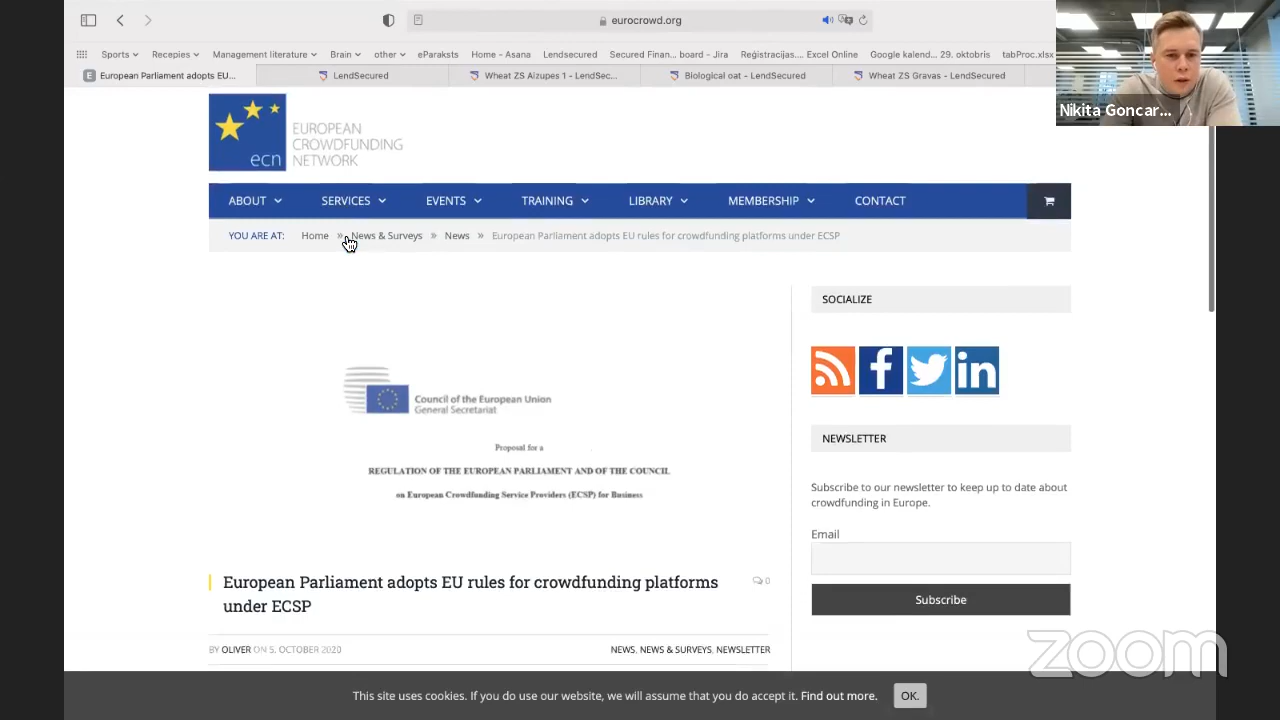 eurocrowd.org
Sports Recepies Management literature Brain other eParaksts Home - Asana Lendsecured Secured Finan... board - Jira Reģistrācijas... Excel Online Google kalend... 29. oktobris tabProc.xlsx
European Parliament adopts EU... LendSecured Wheat ZS Aizupes 1 - LendSec... Biological oat - LendSecured Wheat ZS Gravas - LendSecured
Nikita Goncar...
ecn
EUROPEAN
CROWDFUNDING
NETWORK
ABOUT SERVICES EVENTS TRAINING LIBRARY MEMBERSHIP CONTACT
YOU ARE AT: Home » News & Surveys » News » European Parliament adopts EU rules for crowdfunding platforms under ECSP
SOCIALIZE
Council of the European Union
General Secretariat
Proposal for a
REGULATION OF THE EUROPEAN PARLIAMENT AND OF THE COUNCIL
on European Crowdfunding Service Providers (ECSP) for Business
NEWSLETTER
Subscribe to our newsletter to keep up to date about
crowdfunding in Europe.
Email
Subscribe
European Parliament adopts EU rules for crowdfunding platforms
under ECSP
0
BY OLIVER ON 5. OCTOBER 2020 NEWS, NEWS & SURVEYS, NEWSLETTER
zoom
This site uses cookies. If you do use our website, we will assume that you do accept it. Find out more. OK.